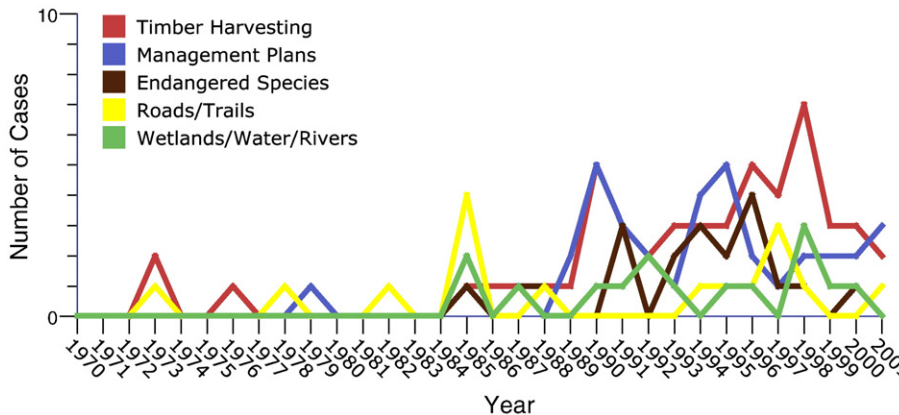 10
Timber Harvesting
Management Plans
Endangered Species
Roads/Trails
Wetlands/Water/Rivers
Number of Cases
0
1970 1971 1972 1973 1974 1975 1976 1977 1978 1979 1980 1981 1982 1983 1984 1985 1986 1987 1988 1989 1990 1991 1992 1993 1994 1995 1996 1997 1998 1999 2000
Year